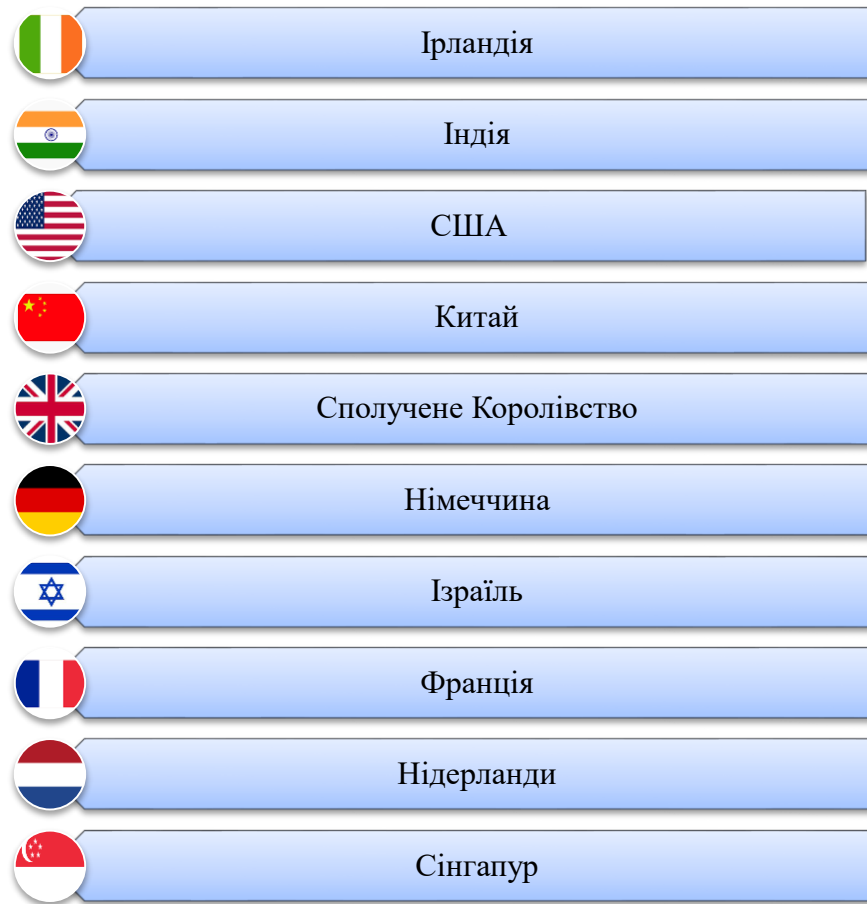 Ірландія
Індія
США
Китай
Сполучене Королівство
Німеччина
Ізраїль
Франція
Нідерланди
Сінгапур